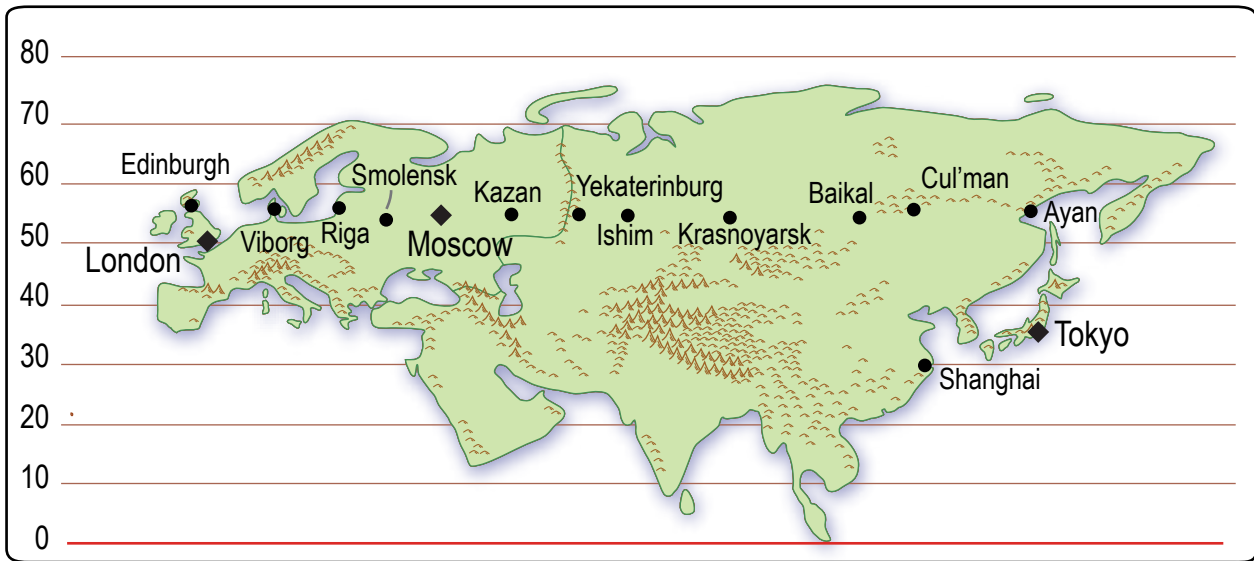 80
70
60
50
40
30
20
10
0
Edinburgh
London
Viborg
Riga
Smolensk
Moscow
Kazan
Yekaterinburg
Ishim
Krasnoyarsk
Baikal
Cul’man
Ayan
Tokyo
Shanghai